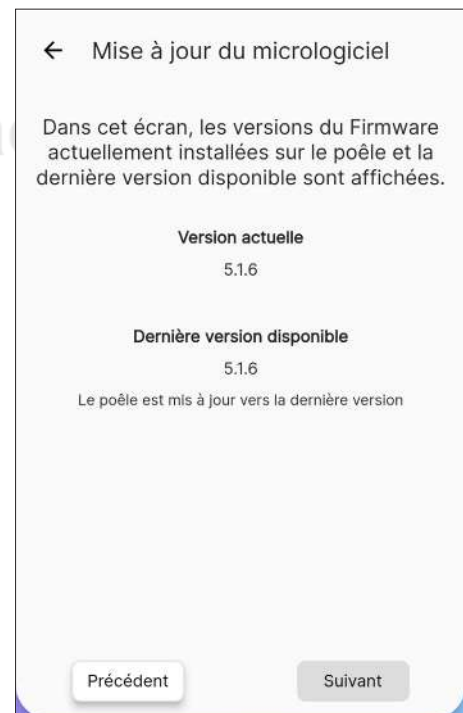 ← Mise à jour du micrologiciel
Dans cet écran, les versions du Firmware
actuellement installées sur le poêle et la
dernière version disponible sont affichées.
Version actuelle
5.1.6
Dernière version disponible
5.1.6
Le poêle est mis à jour vers la dernière version
Précédent
Suivant